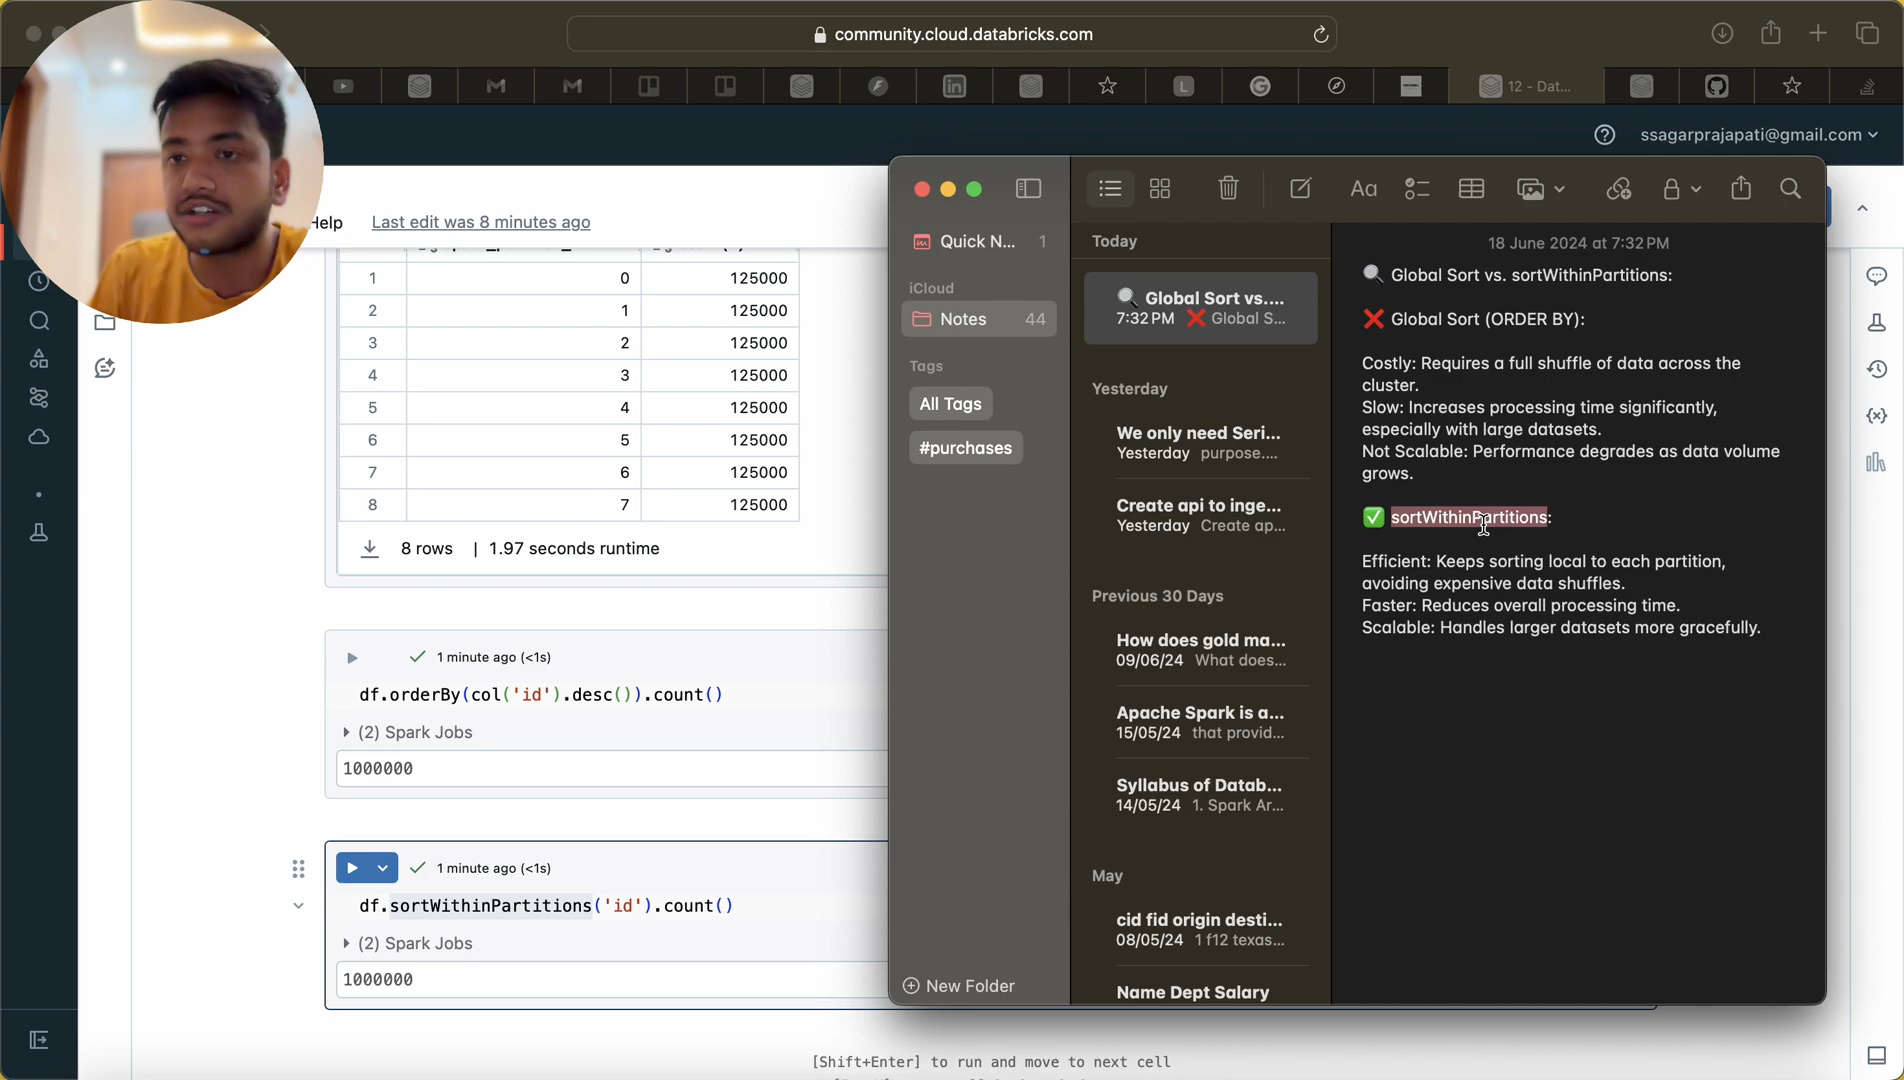 community.cloud.databricks.com
12 - Dat...
ssagarprajapati@gmail.com
Help
Last edit was 8 minutes ago
1 0 125000
2 1 125000
3 2 125000
4 3 125000
5 4 125000
6 5 125000
7 6 125000
8 7 125000
8 rows | 1.97 seconds runtime
1 minute ago (<1s)
df.orderBy(col('id').desc()).count()
(2) Spark Jobs
1000000
1 minute ago (<1s)
df.sortWithinPartitions('id').count()
(2) Spark Jobs
1000000
[Shift+Enter] to run and move to next cell
Quick N... 1
iCloud
Notes 44
Tags
All Tags
#purchases
New Folder
Today
Global Sort vs....
7:32 PM ❌ Global S...
Yesterday
We only need Seri...
Yesterday purpose....
Create api to inge...
Yesterday Create ap...
Previous 30 Days
How does gold ma...
09/06/24 What does...
Apache Spark is a...
15/05/24 that provid...
Syllabus of Datab...
14/05/24 1. Spark Ar...
May
cid fid origin desti...
08/05/24 1 f12 texas...
Name Dept Salary
18 June 2024 at 7:32 PM
🔍 Global Sort vs. sortWithinPartitions:
❌ Global Sort (ORDER BY):
Costly: Requires a full shuffle of data across the
cluster.
Slow: Increases processing time significantly,
especially with large datasets.
Not Scalable: Performance degrades as data volume
grows.
✅ sortWithinPartitions:
Efficient: Keeps sorting local to each partition,
avoiding expensive data shuffles.
Faster: Reduces overall processing time.
Scalable: Handles larger datasets more gracefully.